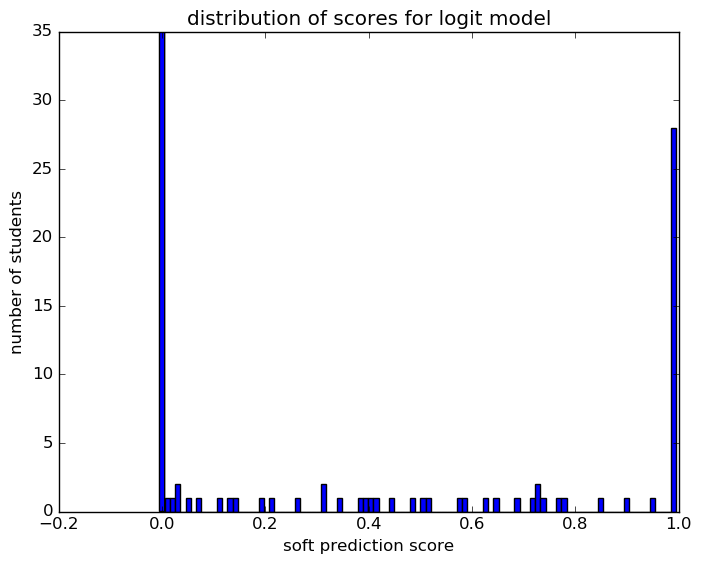 distribution of scores for logit model
35
30
25
20
15
10
5
0
−0.2 0.0 0.2 0.4 0.6 0.8 1.0
number of students
soft prediction score